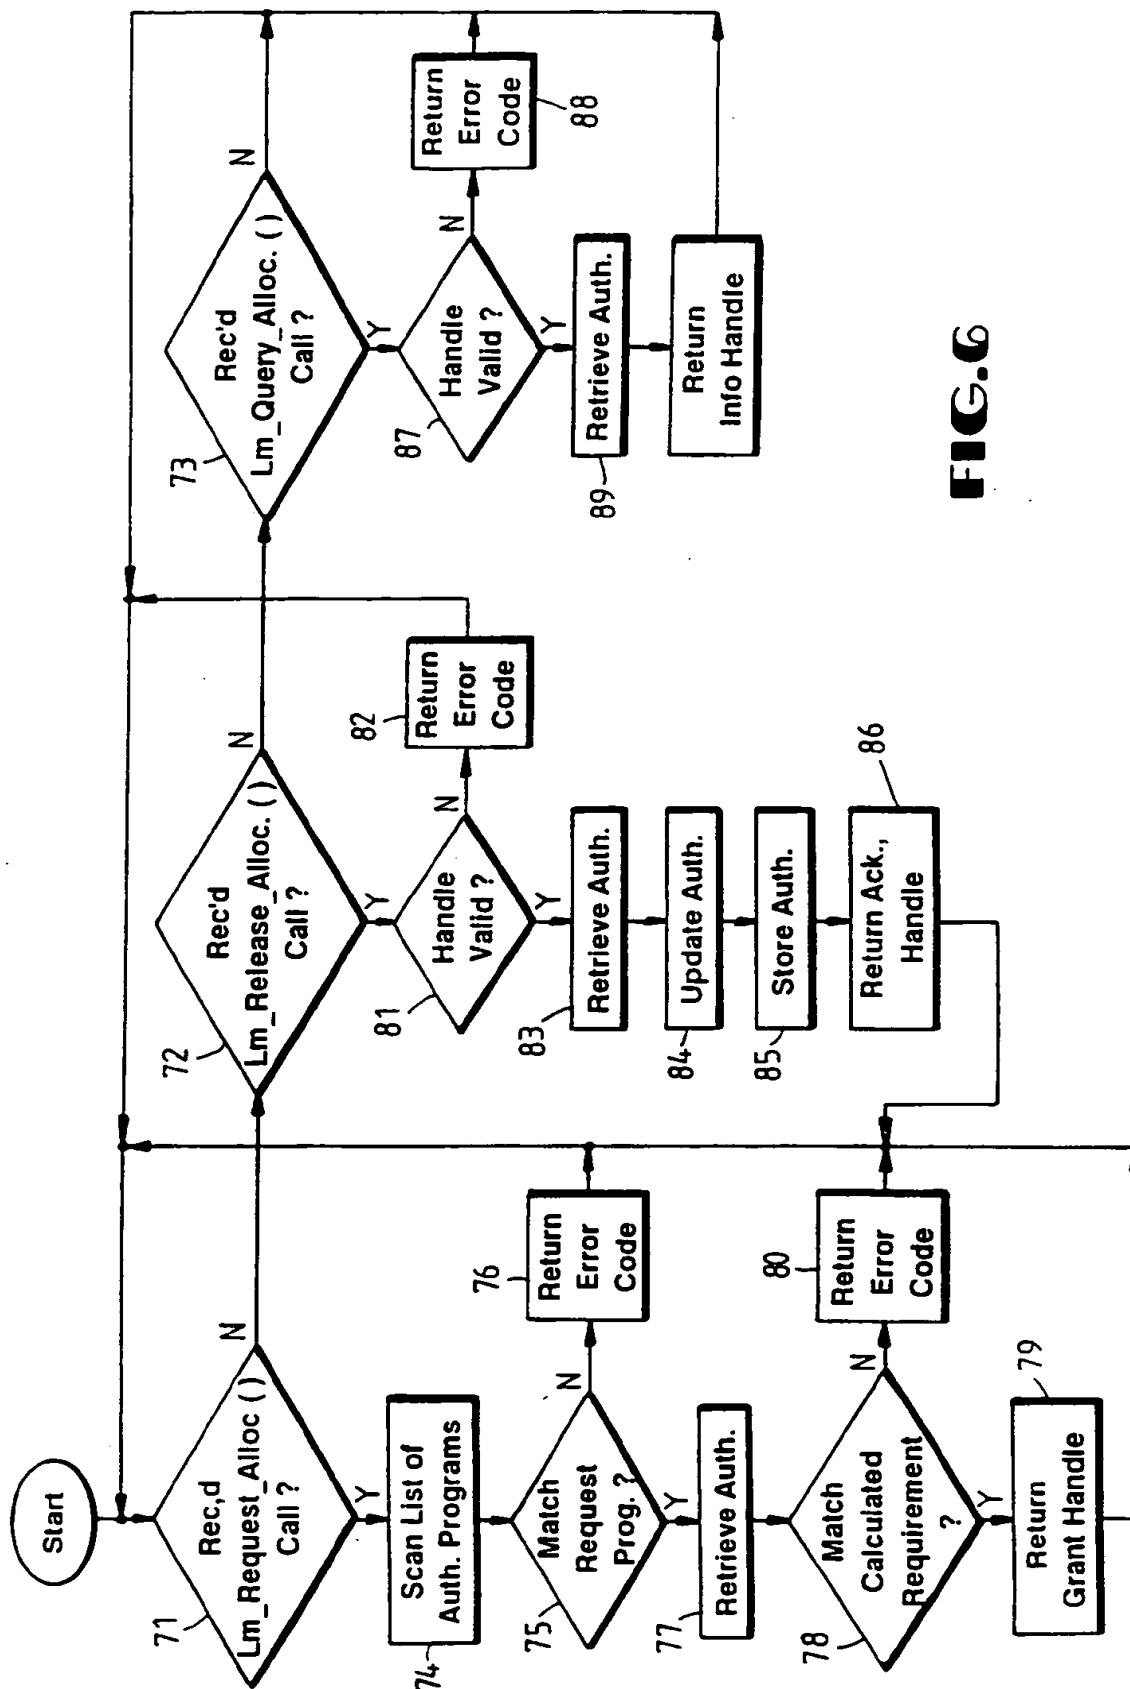 Start
71
Rec,d
Lm_Request_Alloc ( )
Call ?
N
Y
74
Scan List of
Auth. Programs
75
Match
Request
Prog. ?
N
76
Return
Error
Code
Y
77
Retrieve Auth.
78
Match
Calculated
Requirement
?
N
80
Return
Error
Code
Y
79
Return
Grant Handle
72
Rec'd
Lm_Release_Alloc. ( )
Call ?
N
Y
81
Handle
Valid ?
N
82
Return
Error
Code
Y
83
Retrieve Auth.
84
Update Auth.
85
Store Auth.
86
Return Ack.,
Handle
73
Rec'd
Lm_Query_Alloc. ( )
Call ?
N
Y
87
Handle
Valid ?
N
88
Return
Error
Code
Y
89
Retrieve Auth.
Return
Info Handle
FIG.6